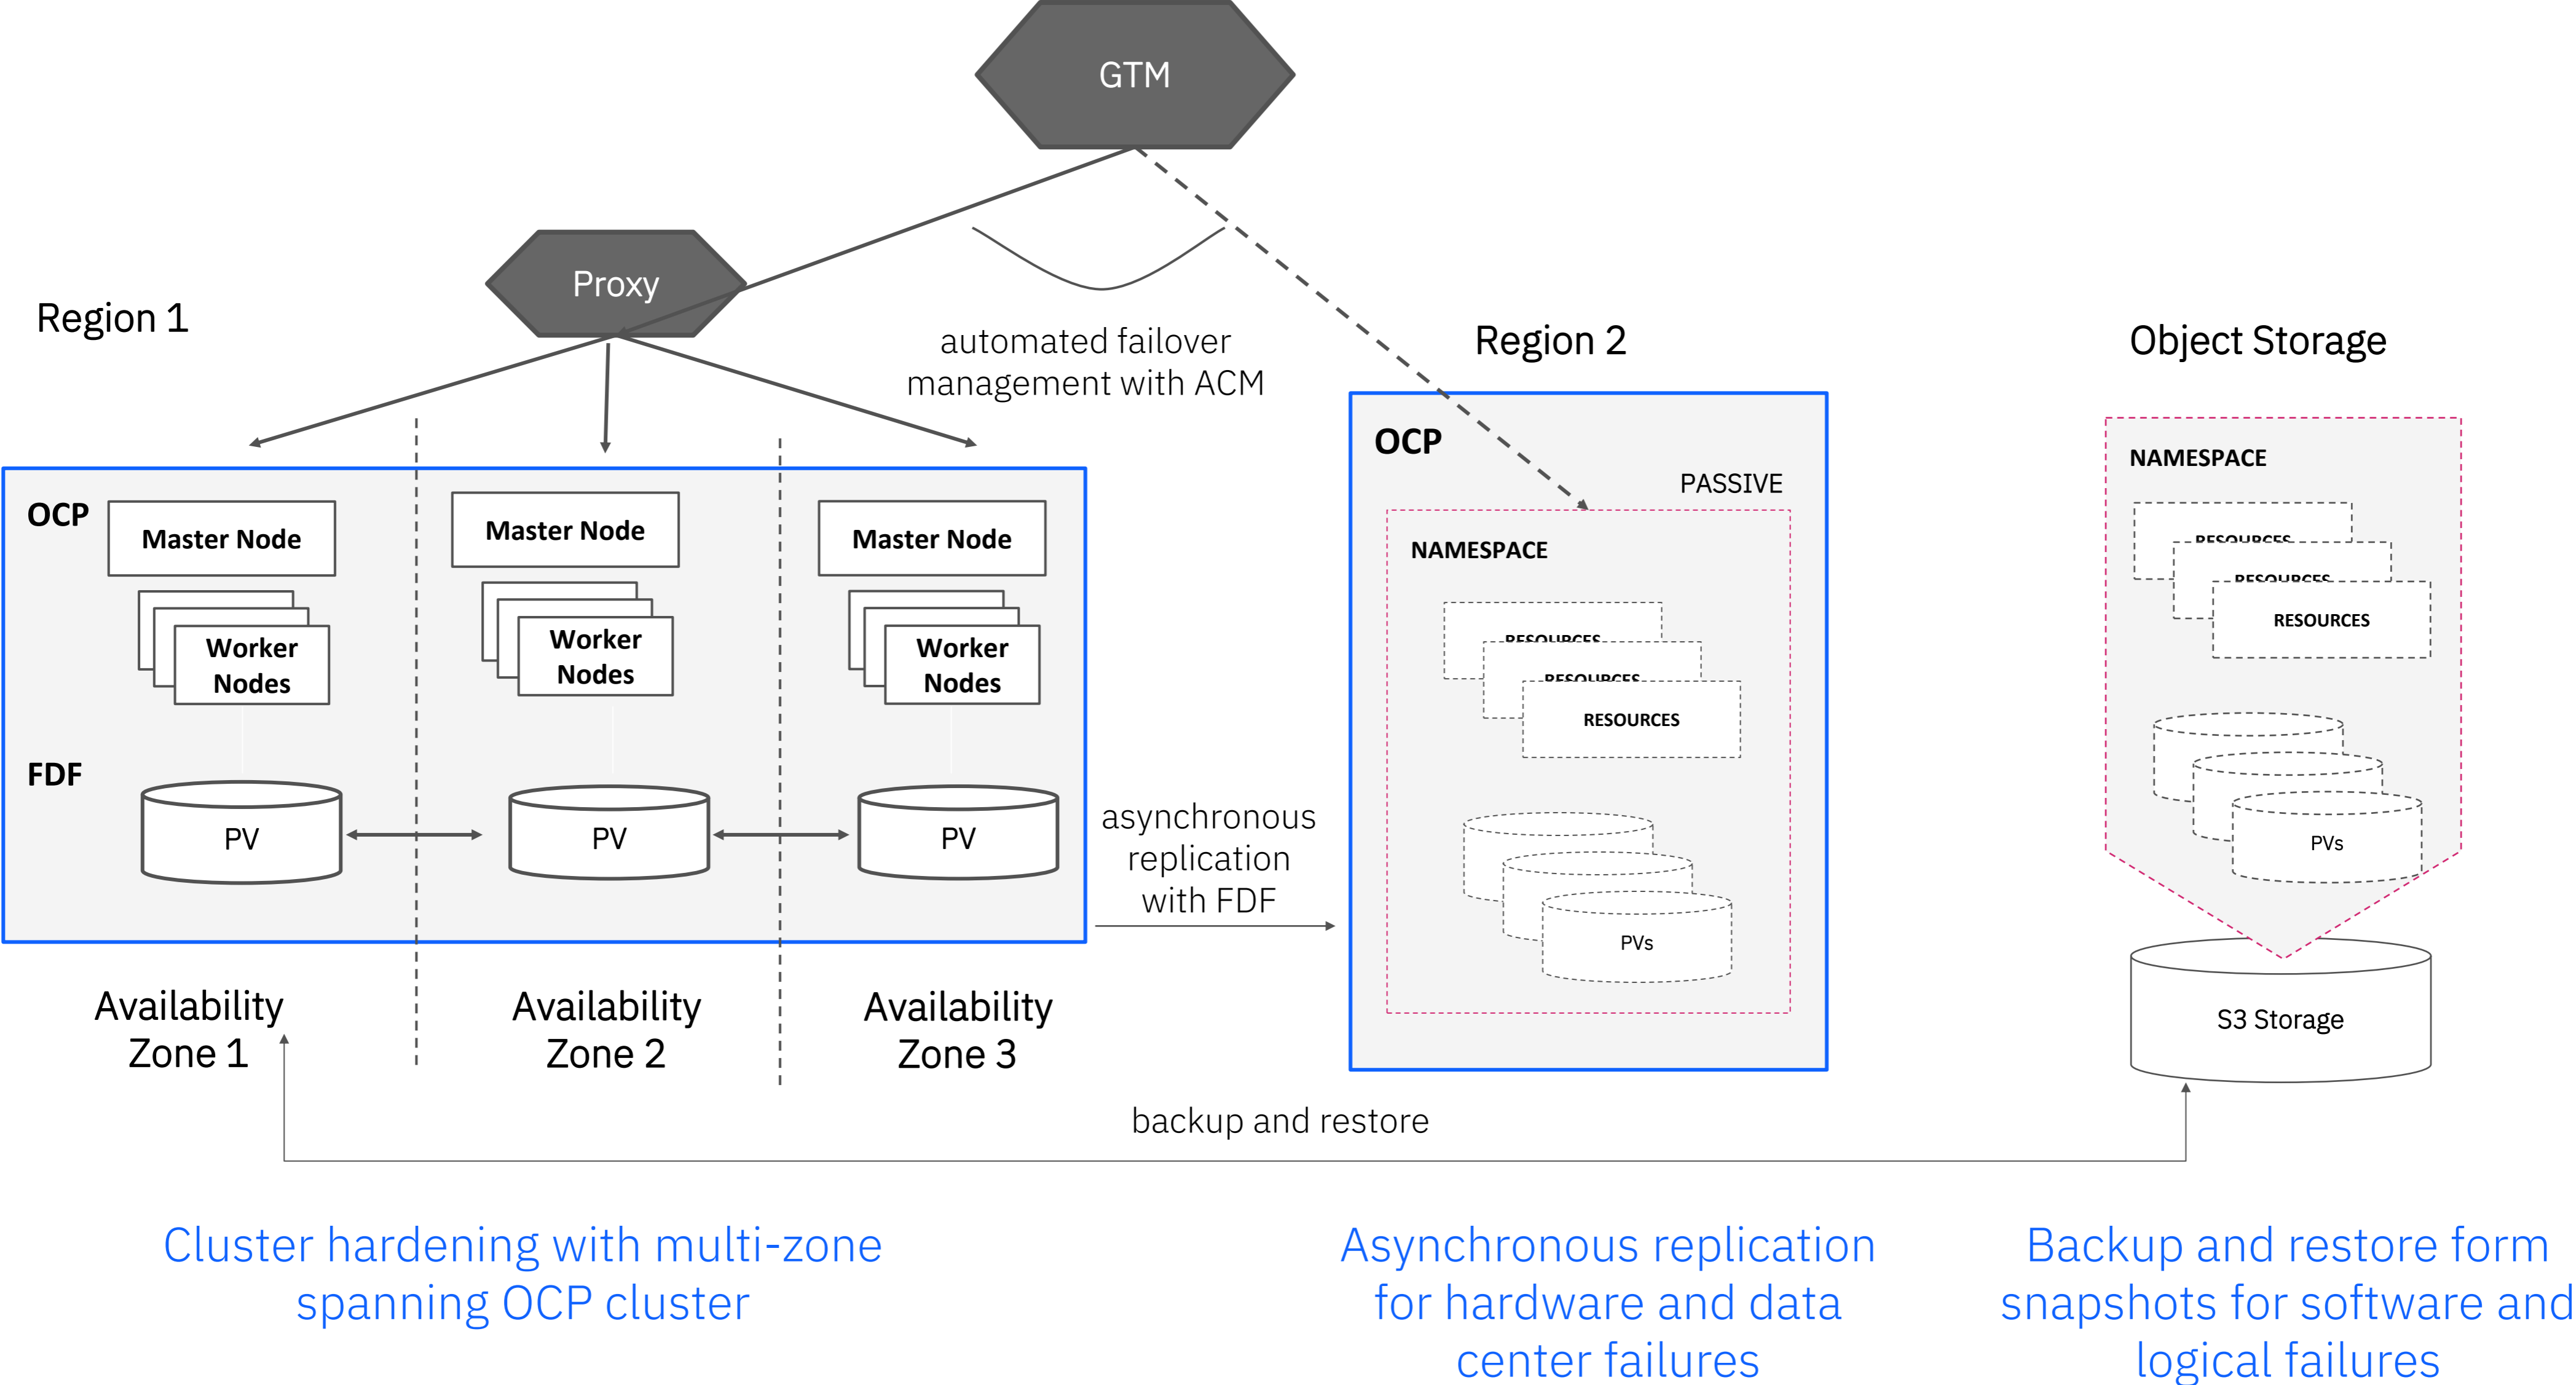 GTM
Proxy
Region 1
automated failover
management with ACM
Region 2
Object Storage
OCP
Master Node
Master Node
Master Node
Worker
Nodes
Worker
Nodes
Worker
Nodes
FDF
PV
PV
PV
Availability
Zone 1
Availability
Zone 2
Availability
Zone 3
asynchronous
replication
with FDF
OCP
PASSIVE
NAMESPACE
RESOURCES
RESOURCES
RESOURCES
PVs
NAMESPACE
RESOURCES
RESOURCES
RESOURCES
PVs
S3 Storage
backup and restore
Cluster hardening with multi-zone
spanning OCP cluster
Asynchronous replication
for hardware and data
center failures
Backup and restore form
snapshots for software and
logical failures